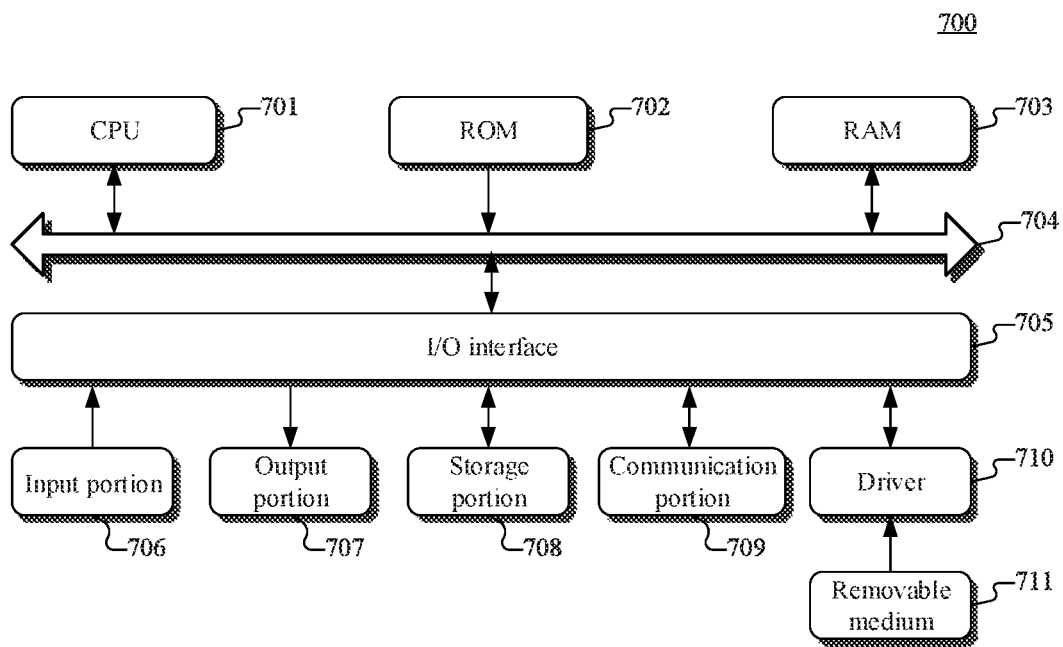 700
CPU
701
ROM
702
RAM
703
704
I/O interface
705
Input portion
706
Output
portion
707
Storage
portion
708
Communication
portion
709
Driver
710
Removable
medium
711